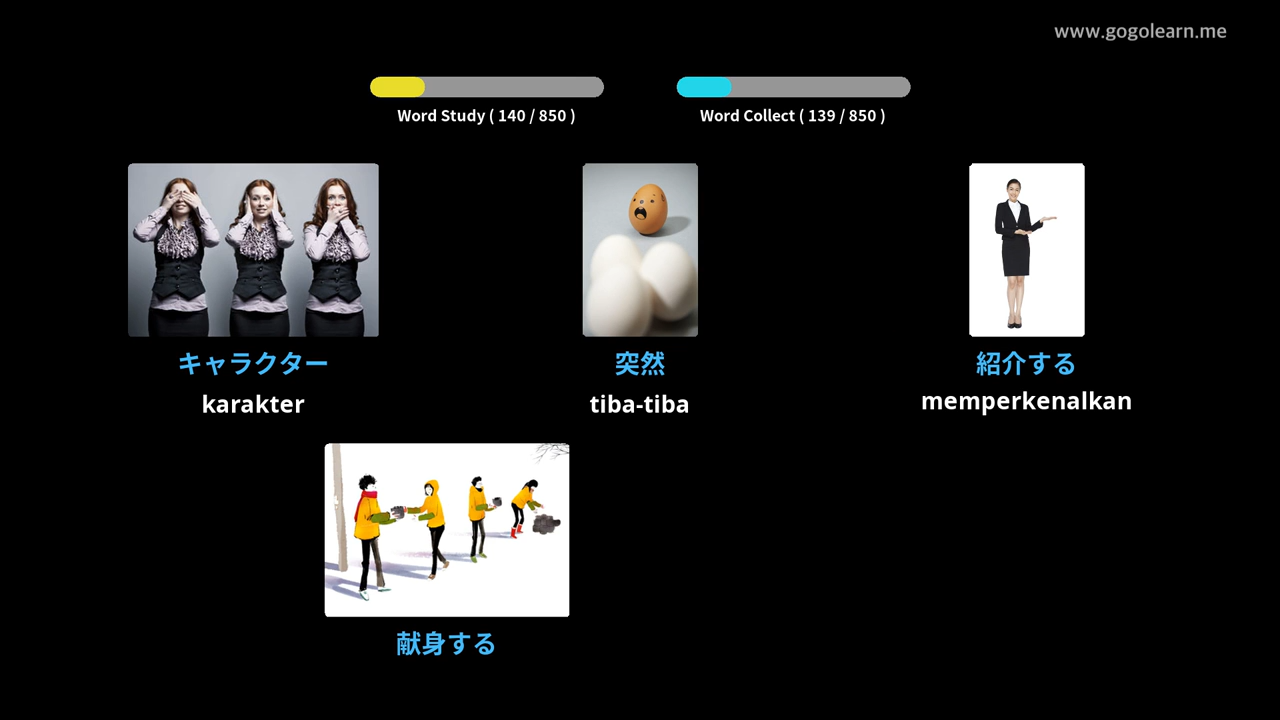 www.gogolearn.me
Word Study ( 140 / 850 )
Word Collect ( 139 / 850 )
キャラクター
karakter
突然
tiba-tiba
紹介する
memperkenalkan
献身する